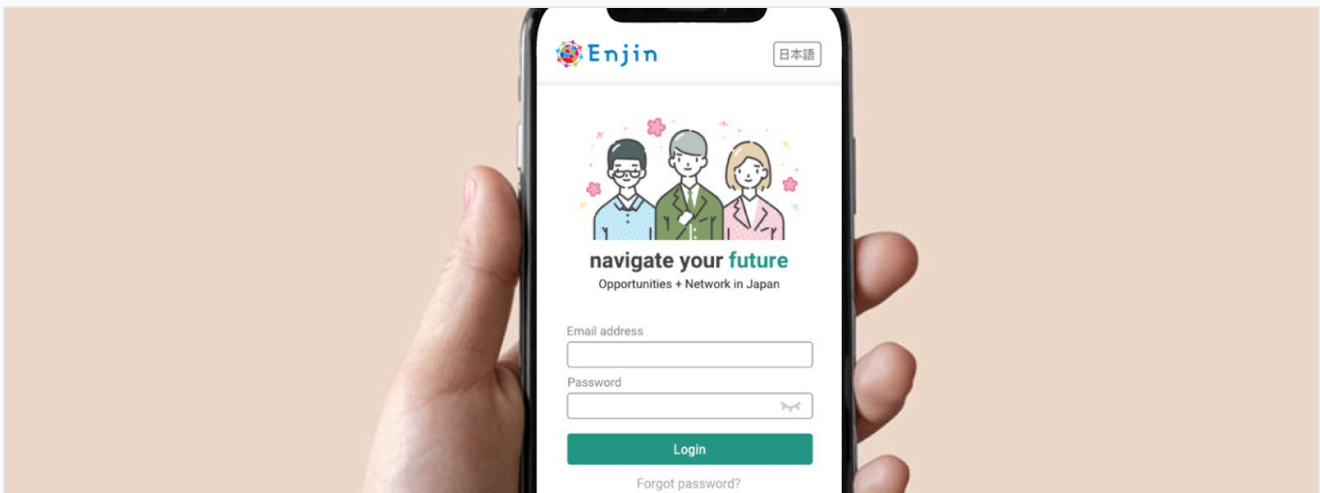 Enjin
日本語
navigate your future
Opportunities + Network in Japan
Email address
Password
Login
Forgot password?